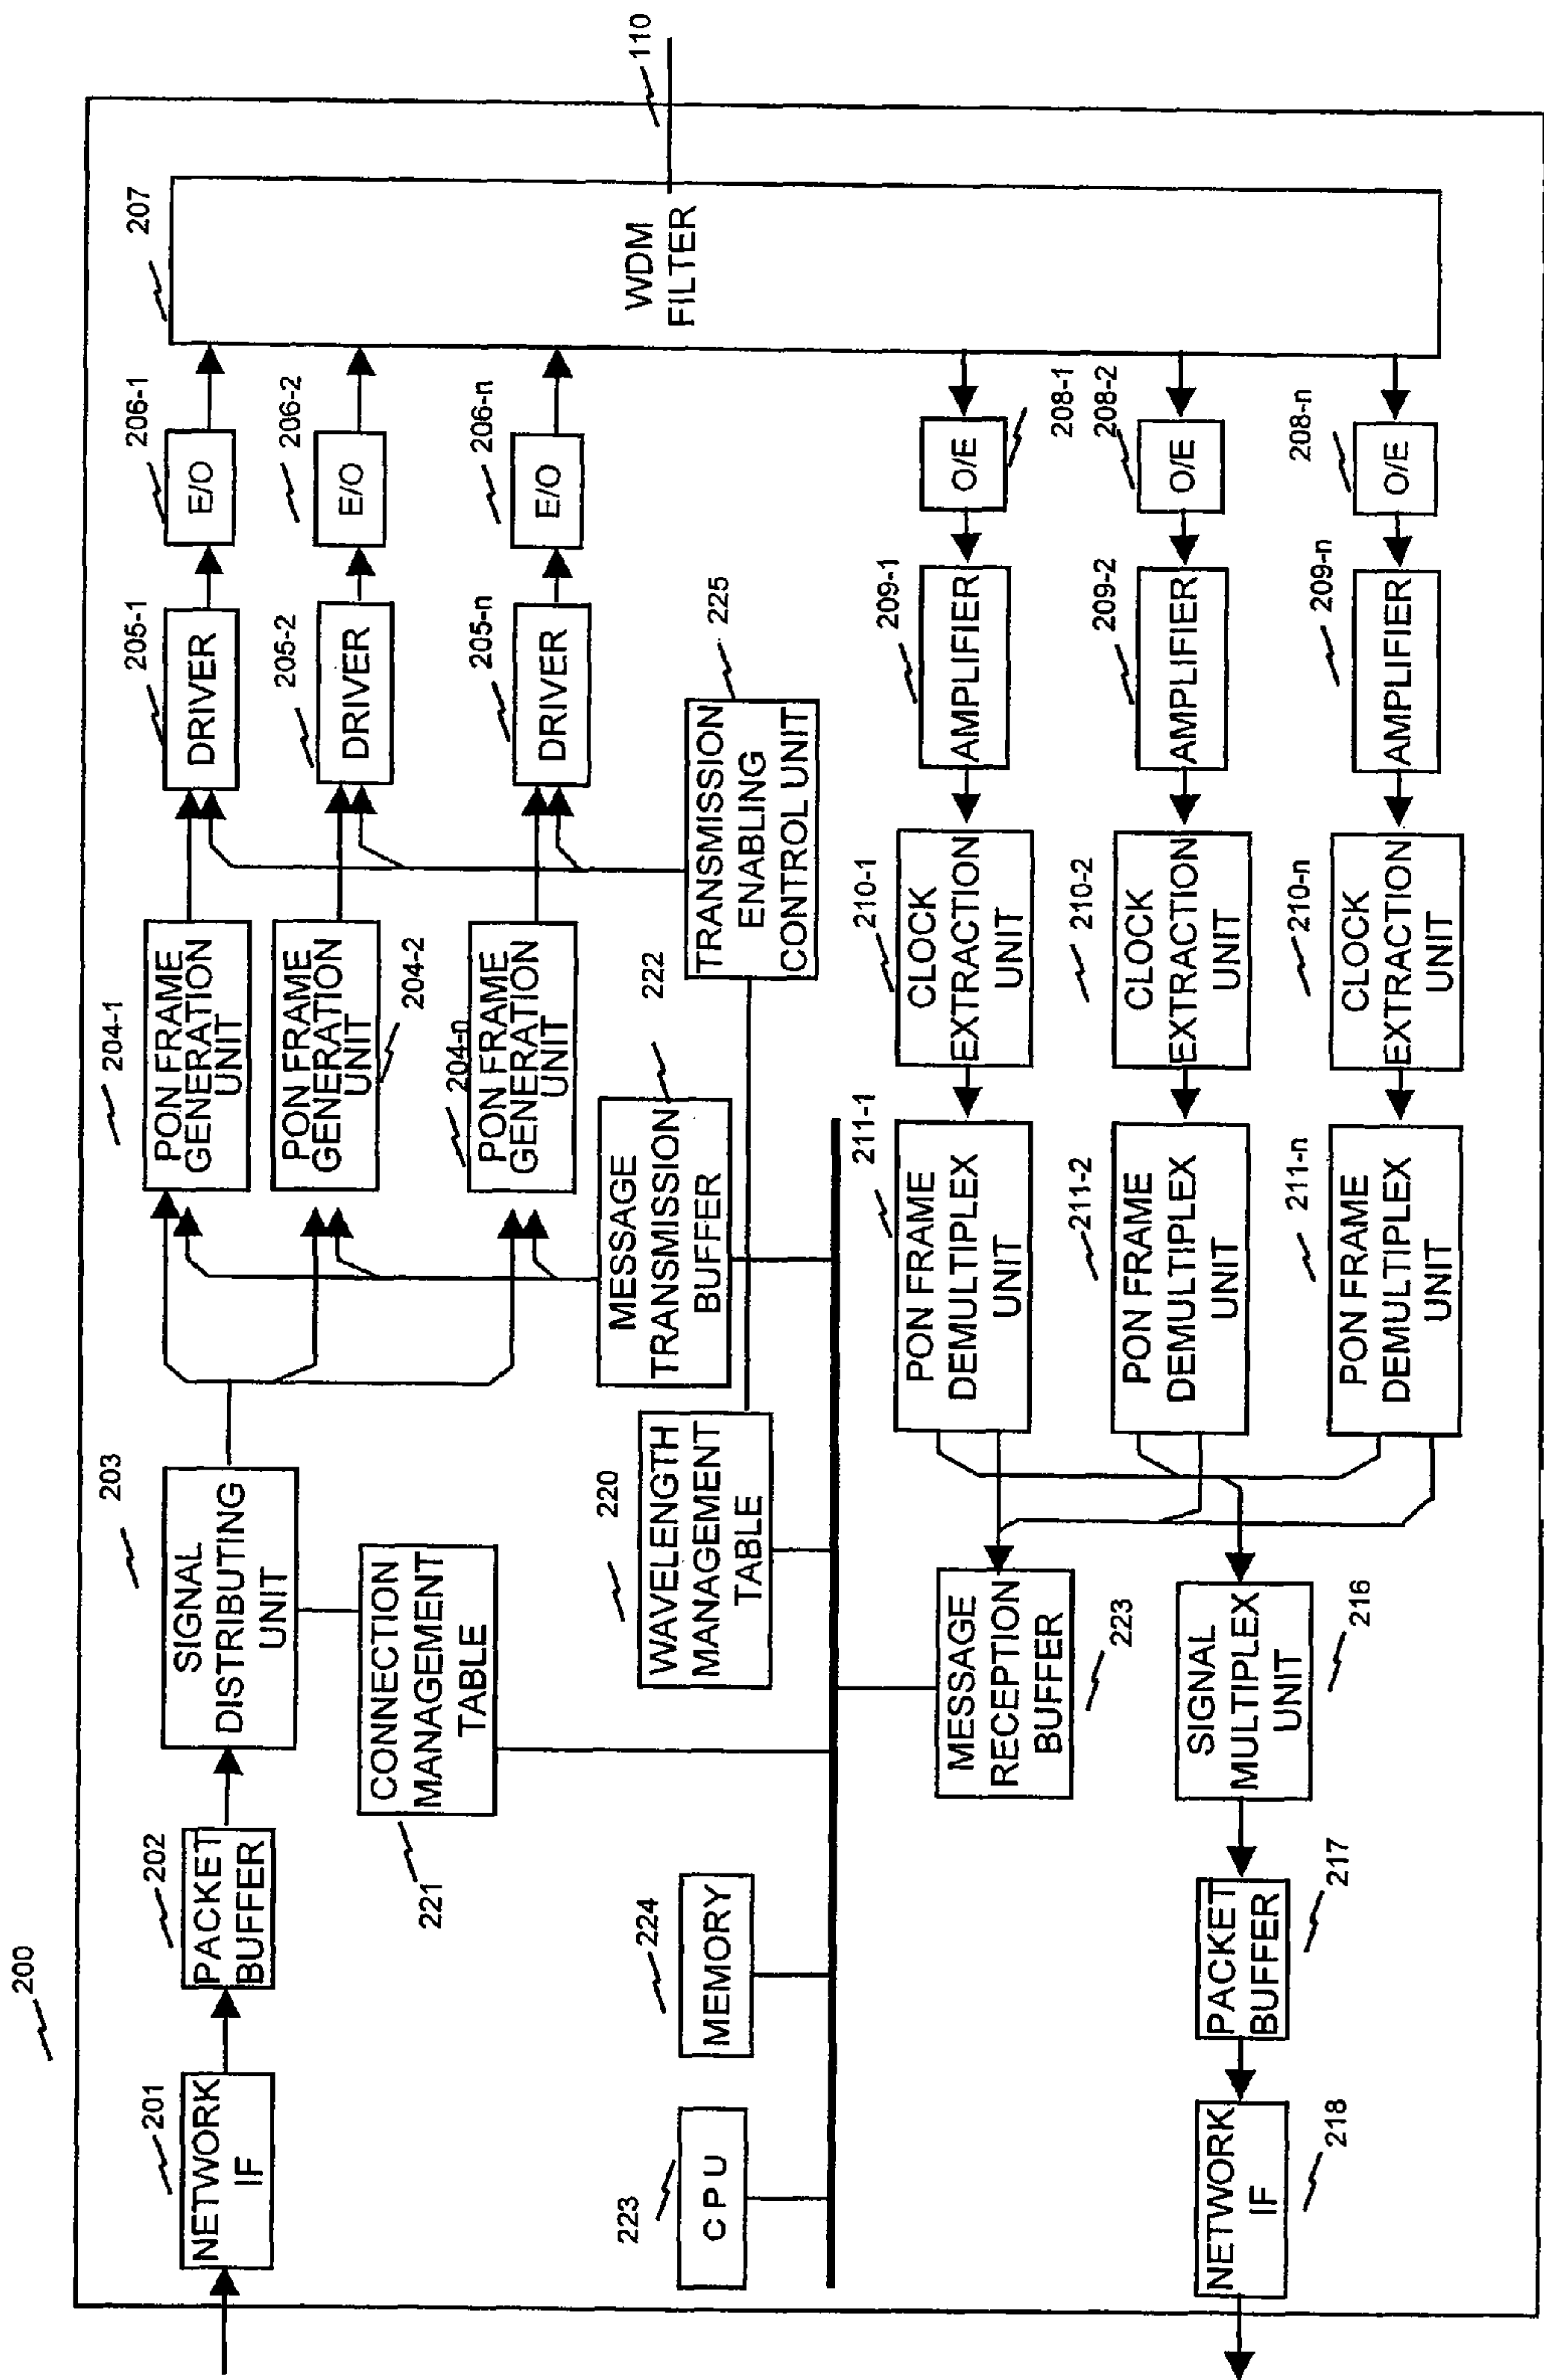 200
201
NETWORK
IF
202
PACKET
BUFFER
203
SIGNAL
DISTRIBUTING
UNIT
204-1
PON FRAME
GENERATION
UNIT
205-1
DRIVER
206-1
E/O
207
WDM
FILTER
110
PON FRAME
GENERATION
UNIT
204-2
205-2
DRIVER
206-2
E/O
204-n
PON FRAME
GENERATION
UNIT
205-n
DRIVER
206-n
E/O
221
CONNECTION
MANAGEMENT
TABLE
220
WAVELENGTH
MANAGEMENT
TABLE
222
MESSAGE
TRANSMISSION
BUFFER
225
TRANSMISSION
ENABLING
CONTROL UNIT
223
CPU
224
MEMORY
MESSAGE
RECEPTION
BUFFER
223
211-1
PON FRAME
DEMULTIPLEX
UNIT
210-1
CLOCK
EXTRACTION
UNIT
209-1
AMPLIFIER
O/E
208-1
211-2
PON FRAME
DEMULTIPLEX
UNIT
210-2
CLOCK
EXTRACTION
UNIT
209-2
AMPLIFIER
208-2
O/E
211-n
PON FRAME
DEMULTIPLEX
UNIT
210-n
CLOCK
EXTRACTION
UNIT
209-n
AMPLIFIER
208-n
O/E
SIGNAL
MULTIPLEX
UNIT
216
PACKET
BUFFER
217
NETWORK
IF
218